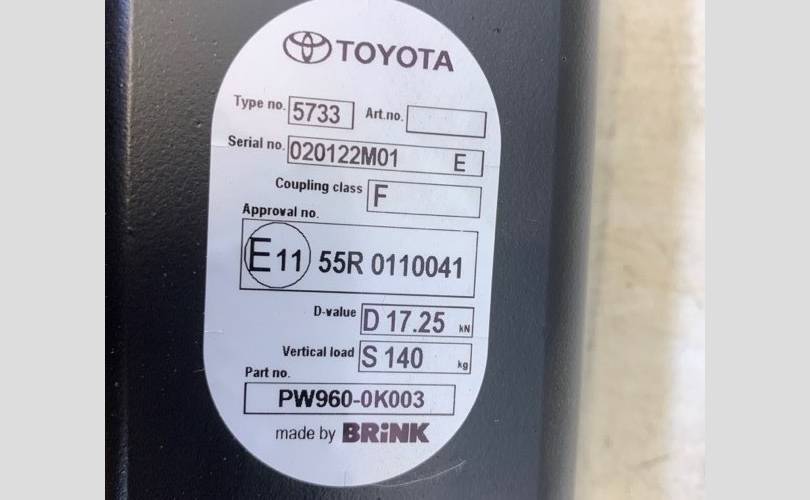 TOYOTA
Type no. 5733 Art.no.
Serial no. 020122M01 E
Coupling class F
Approval no.
E11 55R 0110041
D-value D 17.25 kN
Vertical load S 140 kg
Part no.
PW960-0K003
made by BRiNK